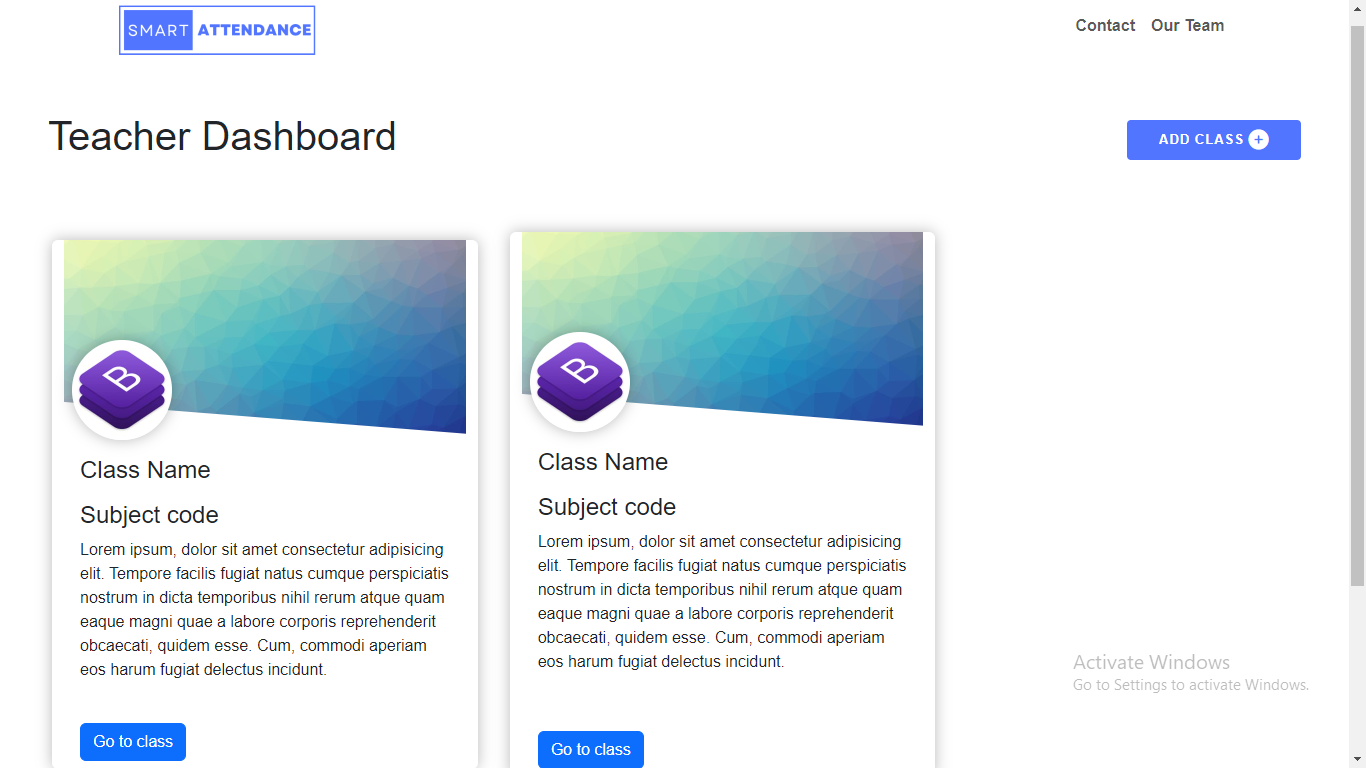 SMART ATTENDANCE
Contact Our Team
Teacher Dashboard
ADD CLASS +
B
Class Name
Subject code
Lorem ipsum, dolor sit amet consectetur adipisicing
elit. Tempore facilis fugiat natus cumque perspiciatis
nostrum in dicta temporibus nihil rerum atque quam
eaque magni quae a labore corporis reprehenderit
obcaecati, quidem esse. Cum, commodi aperiam
eos harum fugiat delectus incidunt.
Go to class
B
Class Name
Subject code
Lorem ipsum, dolor sit amet consectetur adipisicing
elit. Tempore facilis fugiat natus cumque perspiciatis
nostrum in dicta temporibus nihil rerum atque quam
eaque magni quae a labore corporis reprehenderit
obcaecati, quidem esse. Cum, commodi aperiam
eos harum fugiat delectus incidunt.
Go to class
Activate Windows
Go to Settings to activate Windows.